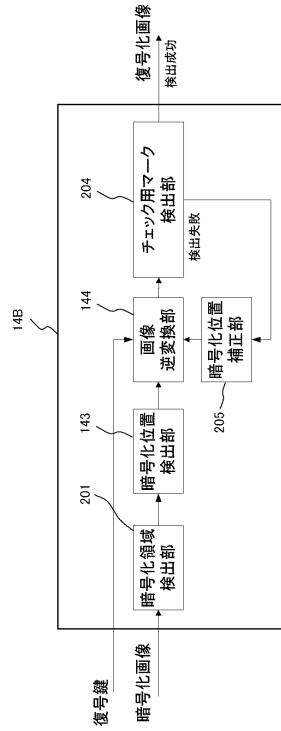 14B
復号鍵
暗号化画像
201
暗号化領域
検出部
143
暗号化位置
検出部
144
画像
逆変換部
204
チェック用マーク
検出部
検出失敗
暗号化位置
補正部
205
復号化画像
検出成功